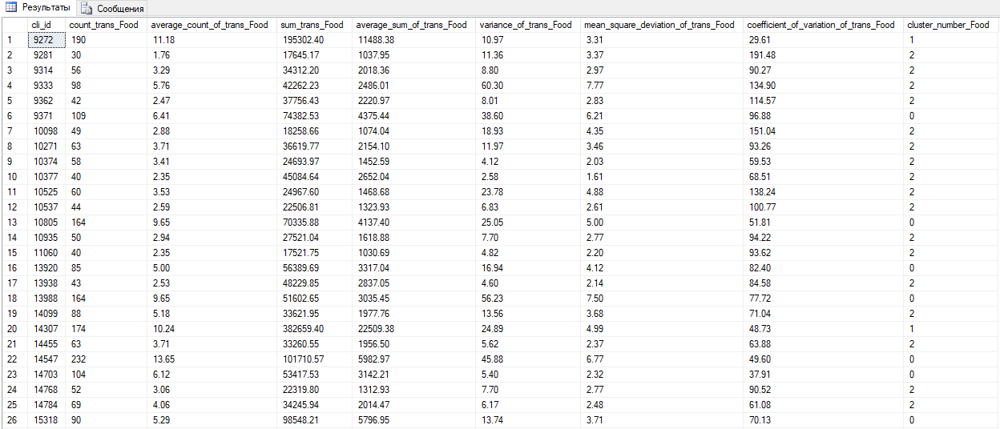 Результаты Сообщения
cli_id count_trans_Food average_count_of_trans_Food sum_trans_Food average_sum_of_trans_Food variance_of_trans_Food mean_square_deviation_of_trans_Food coefficient_of_variation_of_trans_Food cluster_number_Food
1 9272 190 11.18 195302.40 11488.38 10.97 3.31 29.61 1
2 9281 30 1.76 17645.17 1037.95 11.36 3.37 191.48 2
3 9314 56 3.29 34312.20 2018.36 8.80 2.97 90.27 2
4 9333 98 5.76 42262.23 2486.01 60.30 7.77 134.90 2
5 9362 42 2.47 37756.43 2220.97 8.01 2.83 114.57 2
6 9371 109 6.41 74382.53 4375.44 38.60 6.21 96.88 0
7 10098 49 2.88 18258.66 1074.04 18.93 4.35 151.04 2
8 10271 63 3.71 36619.77 2154.10 11.97 3.46 93.26 2
9 10374 58 3.41 24693.97 1452.59 4.12 2.03 59.53 2
10 10377 40 2.35 45084.64 2652.04 2.58 1.61 68.51 2
11 10525 60 3.53 24967.60 1468.68 23.78 4.88 138.24 2
12 10537 44 2.59 22506.81 1323.93 6.83 2.61 100.77 2
13 10805 164 9.65 70335.88 4137.40 25.05 5.00 51.81 0
14 10935 50 2.94 27521.04 1618.88 7.70 2.77 94.22 2
15 11060 40 2.35 17521.75 1030.69 4.82 2.20 93.62 2
16 13920 85 5.00 56389.69 3317.04 16.94 4.12 82.40 0
17 13938 43 2.53 48229.85 2837.05 4.60 2.14 84.58 2
18 13988 164 9.65 51602.65 3035.45 56.23 7.50 77.72 0
19 14099 88 5.18 33621.95 1977.76 13.56 3.68 71.04 2
20 14307 174 10.24 382659.40 22509.38 24.89 4.99 48.73 1
21 14455 63 3.71 33260.55 1956.50 5.62 2.37 63.88 2
22 14547 232 13.65 101710.57 5982.97 45.88 6.77 49.60 0
23 14703 104 6.12 53417.53 3142.21 5.40 2.32 37.91 0
24 14768 52 3.06 22319.80 1312.93 7.70 2.77 90.52 2
25 14784 69 4.06 34245.94 2014.47 6.17 2.48 61.08 2
26 15318 90 5.29 98548.21 5796.95 13.74 3.71 70.13 0